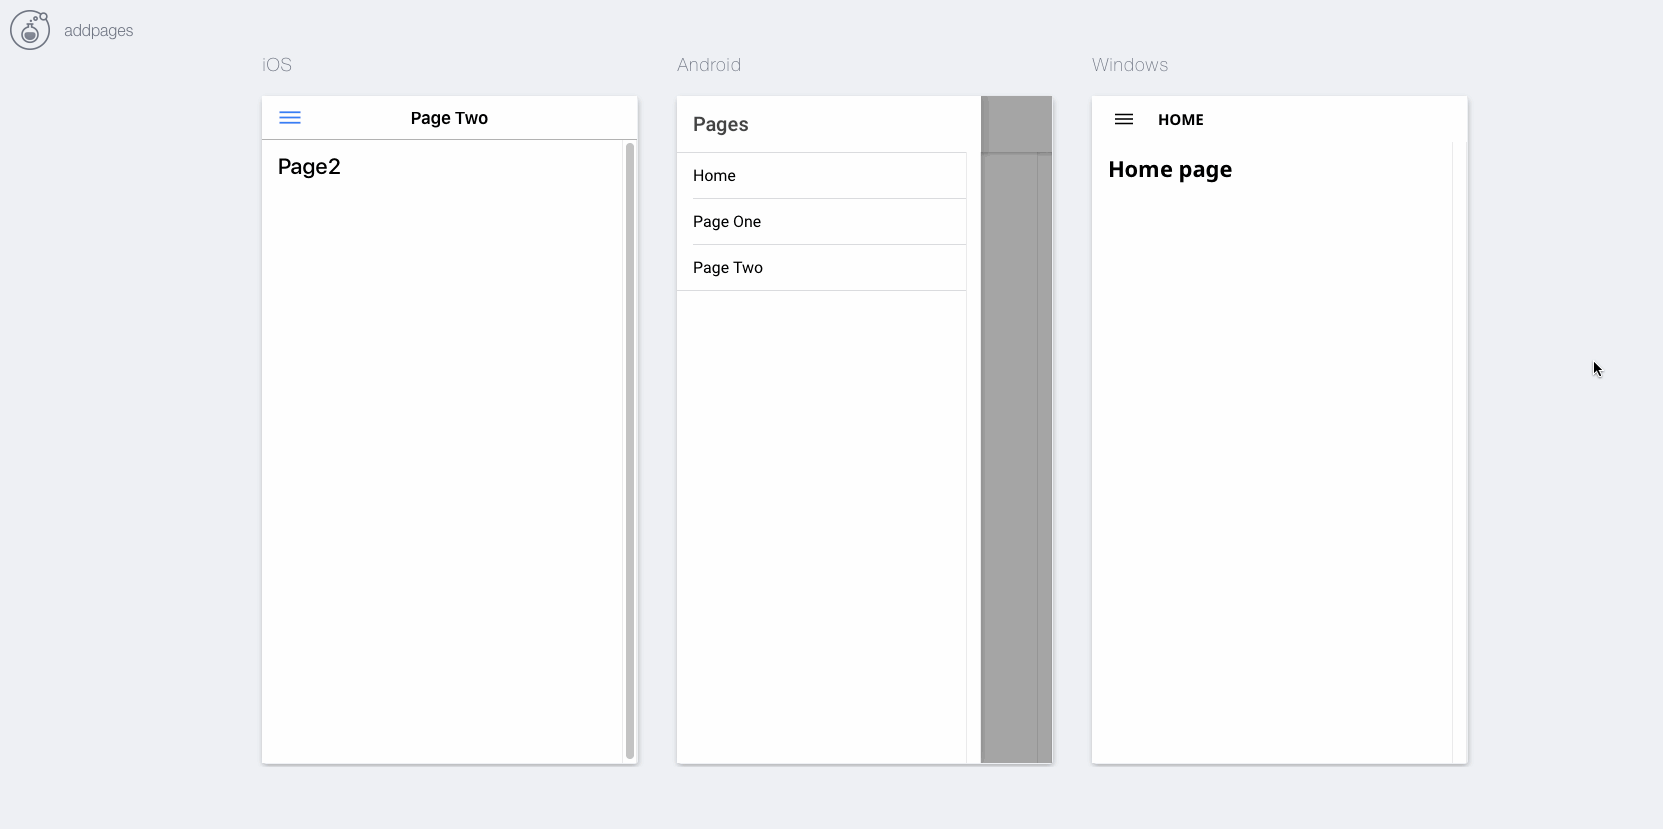 addpages
iOS
Page Two
Page2
Android
Pages
Home
Page One
Page Two
Windows
HOME
Home page